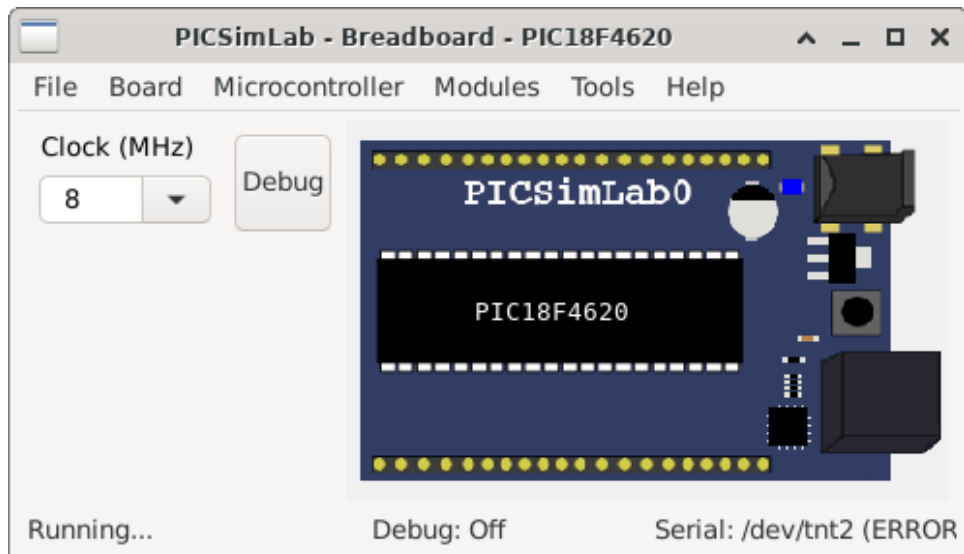 PICSimLab - Breadboard - PIC18F4620
File Board Microcontroller Modules Tools Help
Clock (MHz)
8
Debug
PICSimLab0
PIC18F4620
Running... Debug: Off Serial: /dev/tnt2 (ERROR